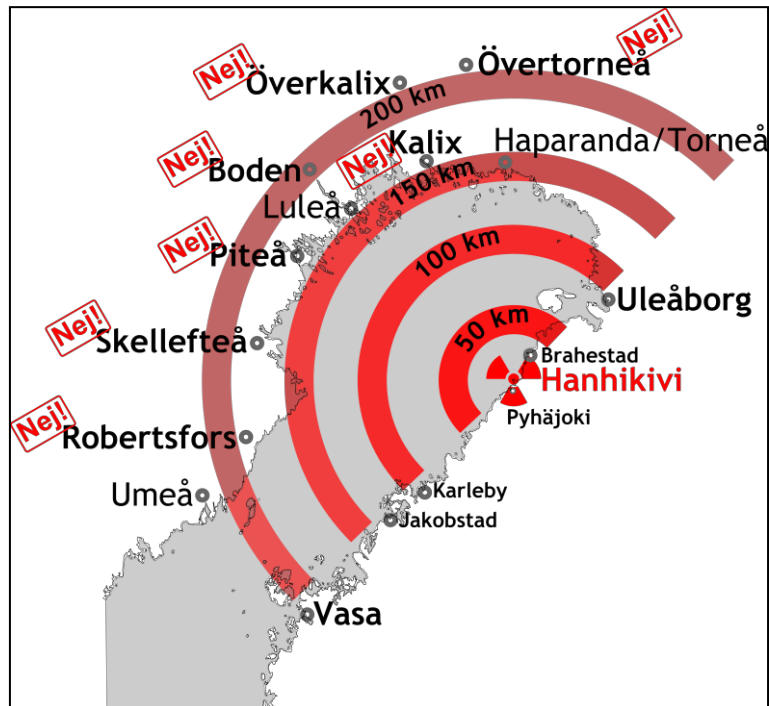 Nej!
Övertorneå
Nej!
Överkalix
200 km
Nej!
Boden
Nej!
Kalix
Haparanda/Torneå
150 km
Luleå
Nej!
Piteå
100 km
Uleåborg
50 km
Nej!
Skellefteå
Brahestad
Hanhikivi
Pyhäjoki
Nej!
Robertsfors
Umeå
Karleby
Jakobstad
Vasa